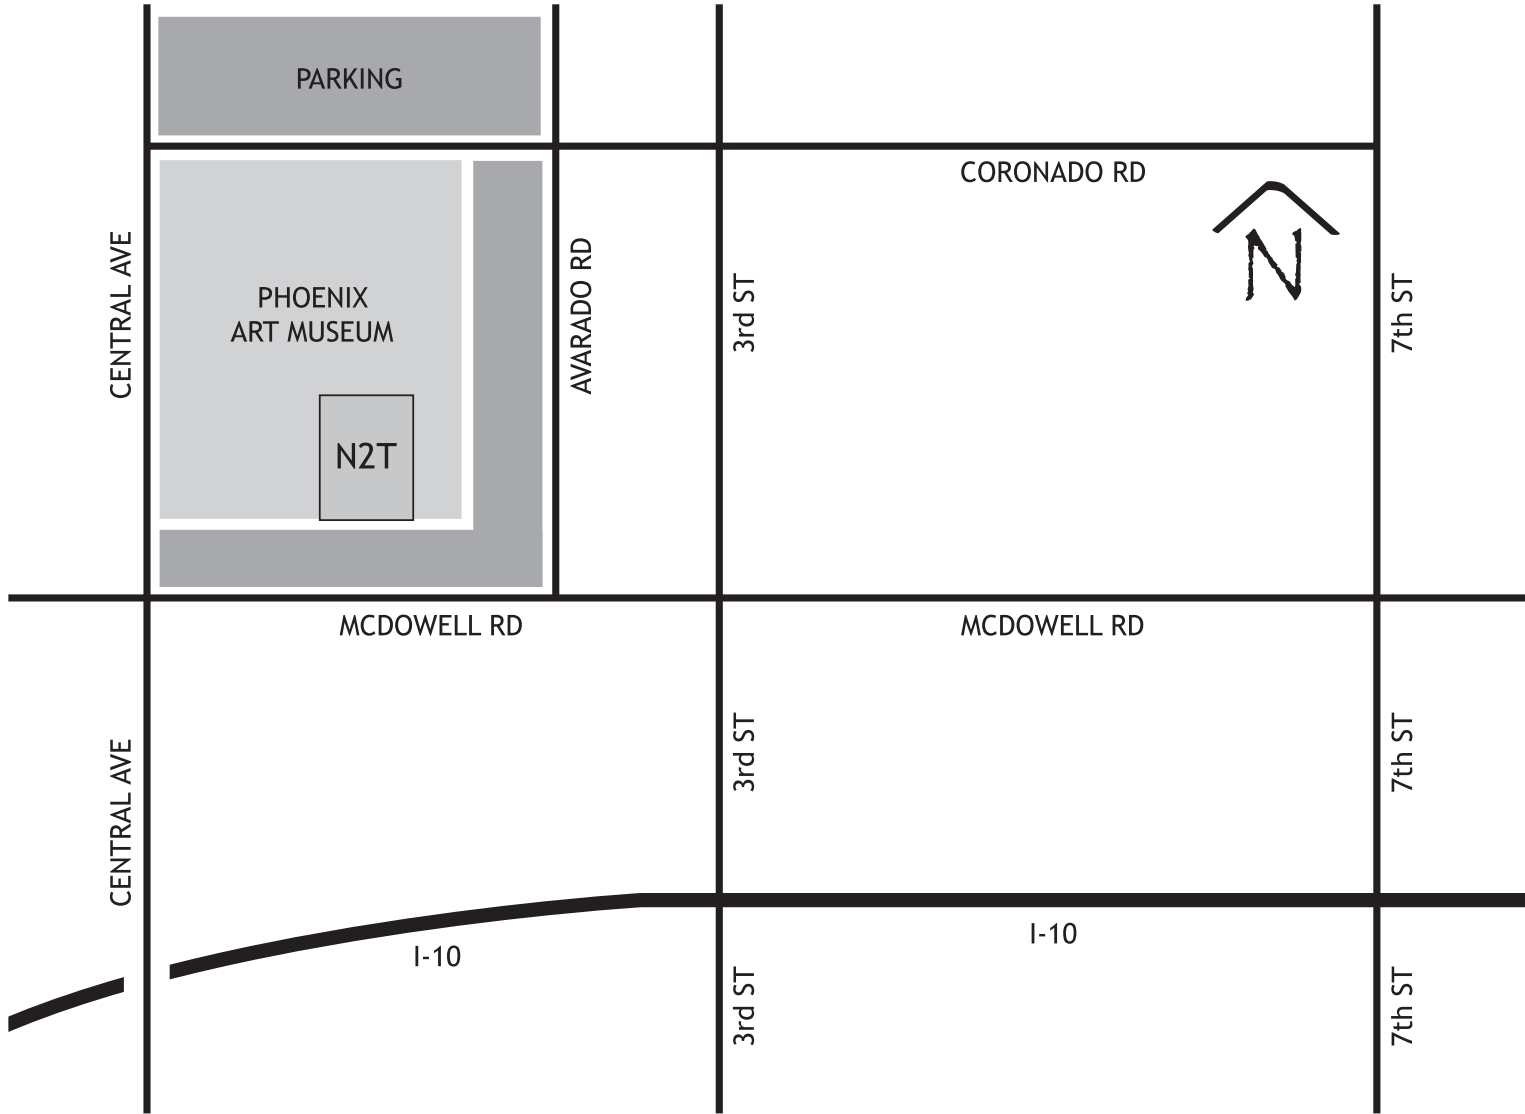 PARKING
CORONADO RD
N
CENTRAL AVE
PHOENIX
ART MUSEUM
AVARADO RD
3rd ST
7th ST
N2T
MCDOWELL RD
MCDOWELL RD
CENTRAL AVE
3rd ST
7th ST
I-10
I-10
3rd ST
7th ST